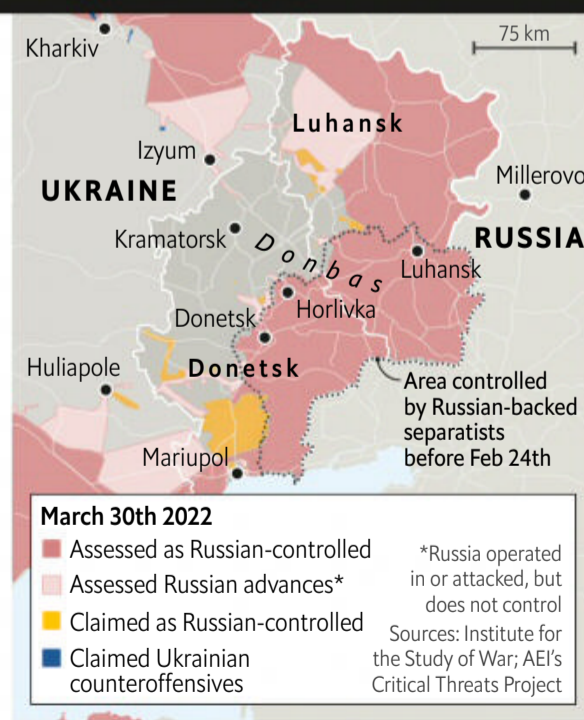 75 km
Kharkiv
Luhansk
Izyum
Millerovo
UKRAINE
RUSSIA
Kramatorsk
Donbas
Luhansk
Horlivka
Donetsk
Huliapole
Donetsk
Area controlled
by Russian-backed
separatists
before Feb 24th
Mariupol
March 30th 2022
Assessed as Russian-controlled
Assessed Russian advances*
Claimed as Russian-controlled
Claimed Ukrainian
counteroffensives
*Russia operated
in or attacked, but
does not control
Sources: Institute for
the Study of War; AEI's
Critical Threats Project